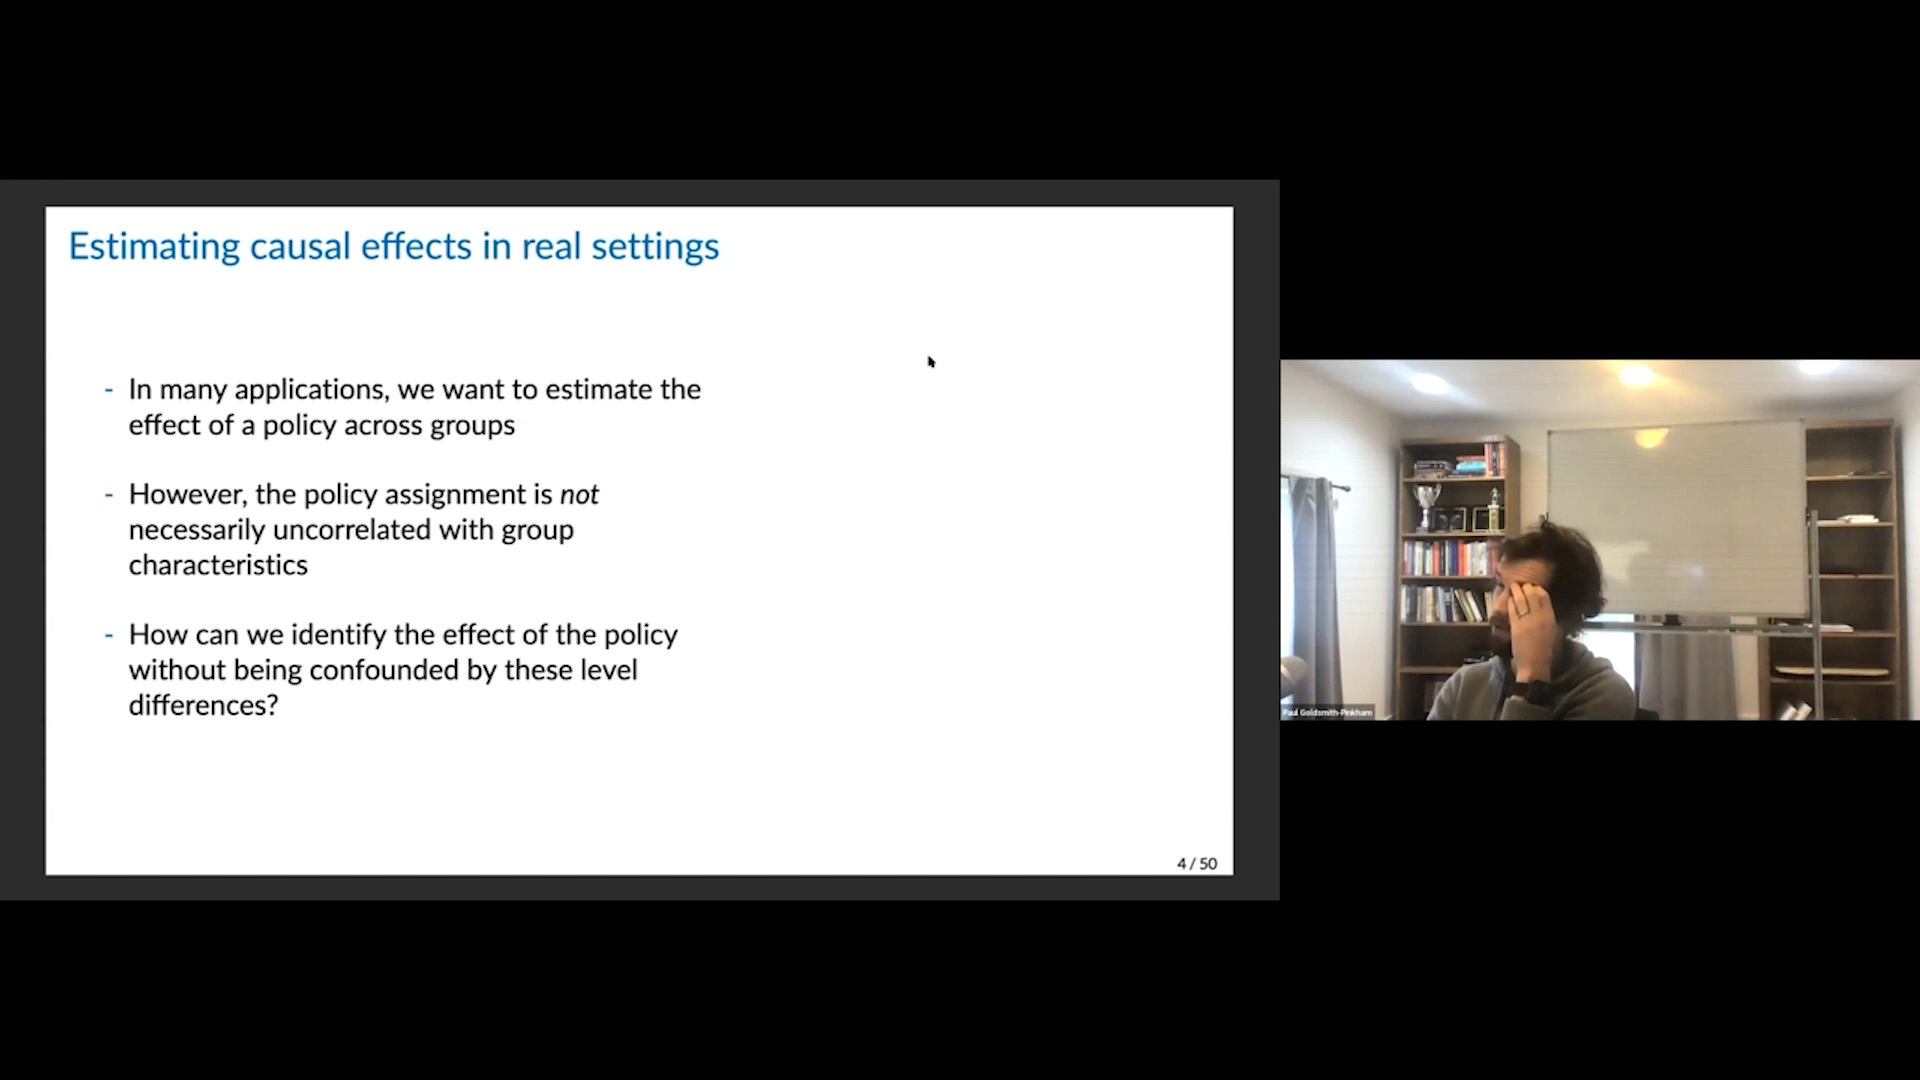 Estimating causal effects in real settings
- In many applications, we want to estimate the
effect of a policy across groups
- However, the policy assignment is not
necessarily uncorrelated with group
characteristics
- How can we identify the effect of the policy
without being confounded by these level
differences?
4 / 50
Paul Goldsmith-Pinkham